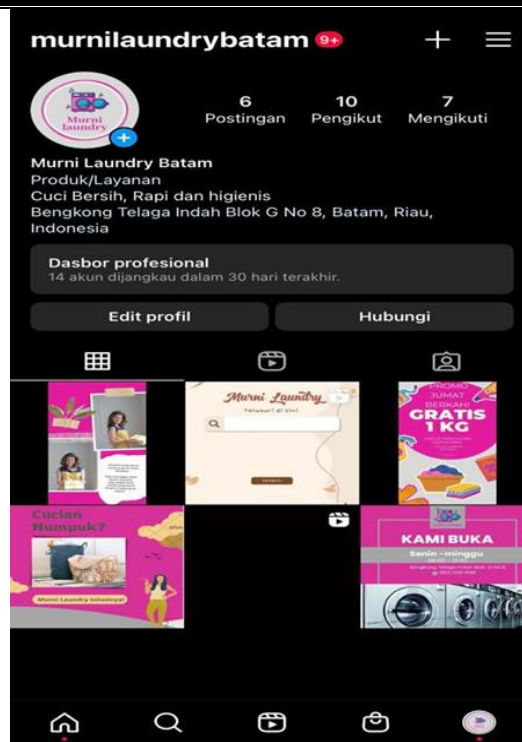 murnilaundrybatam 9+
Murni
laundry
6 10 7
Postingan Pengikut Mengikuti
Murni Laundry Batam
Produk/Layanan
Cuci Bersih, Rapi dan higienis
Bengkong Telaga Indah Blok G No 8, Batam, Riau,
Indonesia
Dasbor profesional
14 akun dijangkau dalam 30 hari terakhir.
Edit profil Hubungi
Murni Laundry
telusuri di sini
PROMO
JUMAT
BERKAH!
GRATIS
1 KG
Cucian
Numpuk?
Murni Laundry solusinya!
KAMI BUKA
Senin -minggu